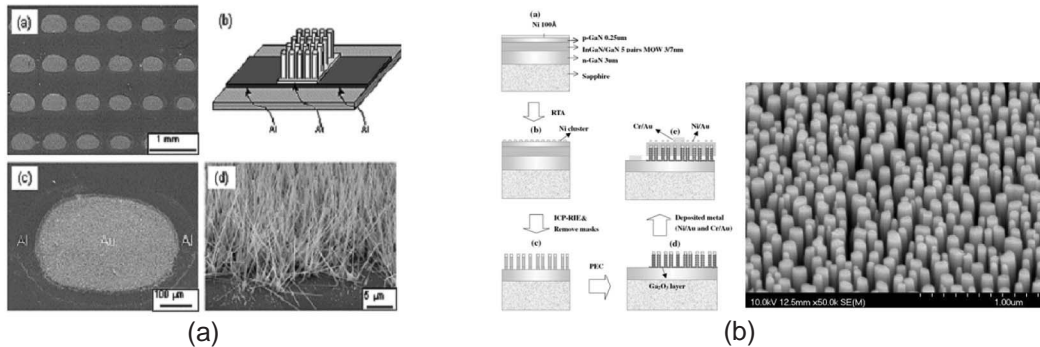 (a)
(b)
Al
Al
1 mm
(c)
(d)
Al
Au
Al
100 µm
5 µm
(a)
(a)
Ni 100Å
p-GaN 0.25um
InGaN/GaN 5 pairs MQW 3/7nm
n-GaN 3um
Sapphire
RTA
(b)
Ni cluster
Cr/Au
(e)
Ni/Au
ICP-RIE&
Remove masks
Deposited metal
(Ni/Au and Cr/Au)
(c)
(d)
PEC
Ga₂O₃ layer
10.0kV 12.5mm x50.0k SE(M)
1.00um
(b)